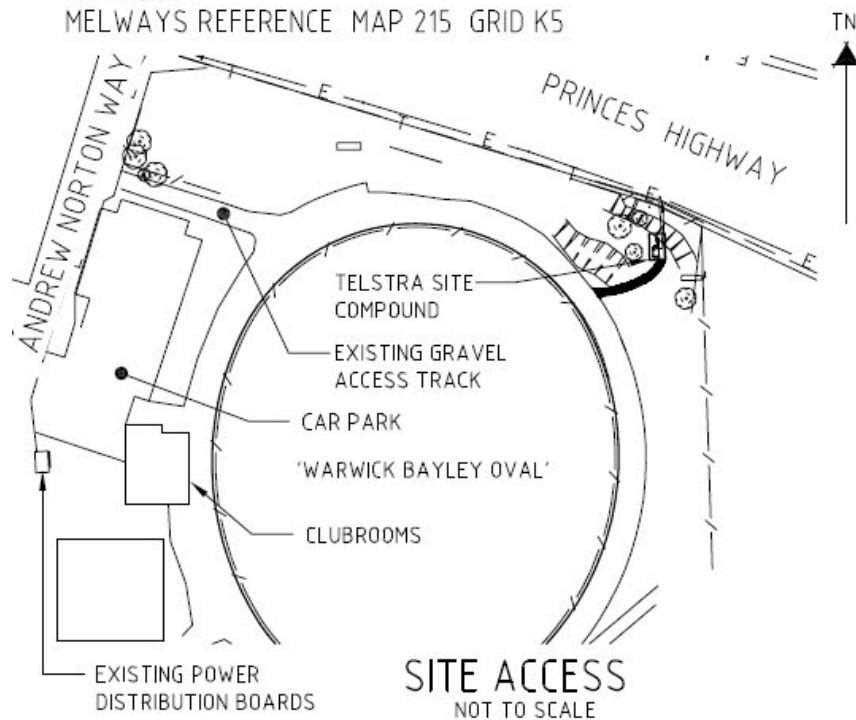 MELWAYS REFERENCE MAP 215 GRID K5
TN
ANDREW NORTON WAY
PRINCES HIGHWAY
T
E
T
E
T
E
E
TELSTRA SITE
COMPOUND
EXISTING GRAVEL
ACCESS TRACK
CAR PARK
'WARWICK BAYLEY OVAL'
CLUBROOMS
EXISTING POWER
DISTRIBUTION BOARDS
SITE ACCESS
NOT TO SCALE